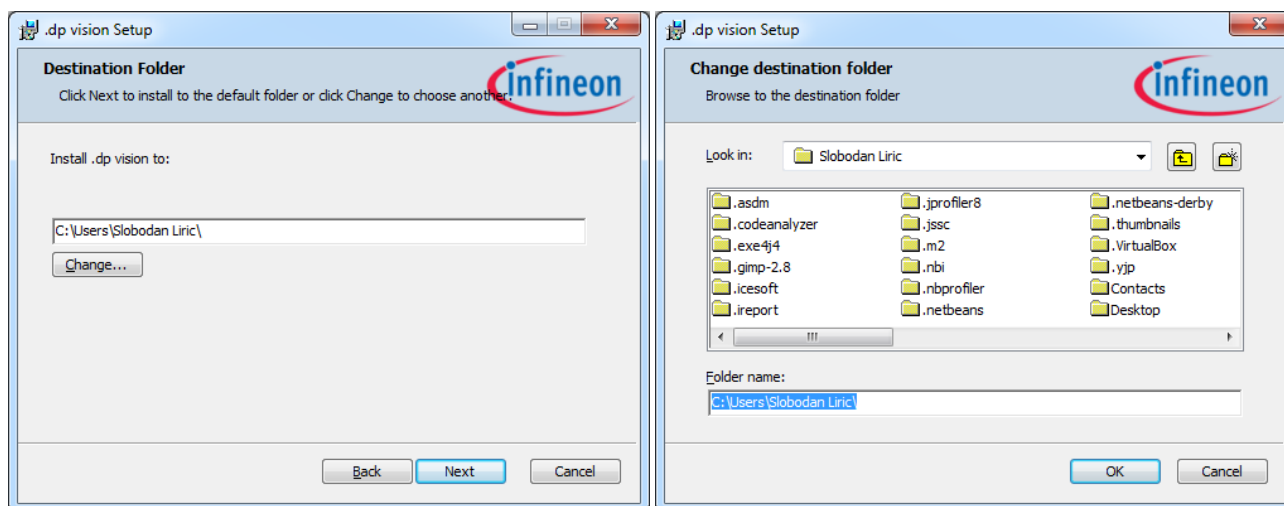 .dp vision Setup
Destination Folder
Click Next to install to the default folder or click Change to choose another.
infineon
Install .dp vision to:
C:\Users\Slobodan Liric\
Change...
Back
Next
Cancel
.dp vision Setup
Change destination folder
Browse to the destination folder
infineon
Look in:
Slobodan Liric
.asdm
.codeanalyzer
.exe4j4
.gimp-2.8
.icesoft
.ireport
.jprofiler8
.jssc
.m2
.nbi
.nbprofiler
.netbeans
.netbeans-derby
.thumbnails
.VirtualBox
.yjp
Contacts
Desktop
Folder name:
C:\Users\Slobodan Liric\
OK
Cancel